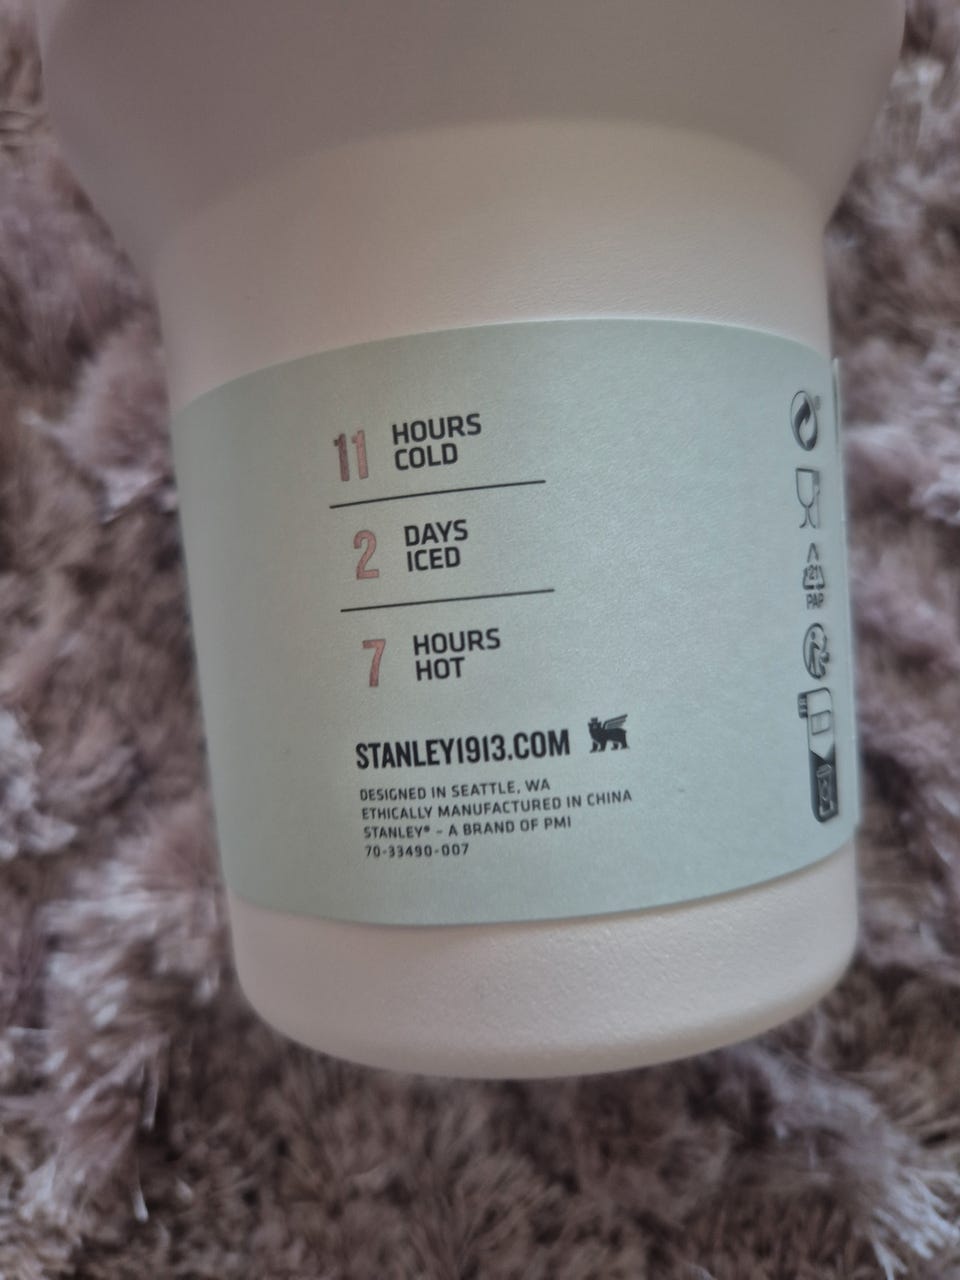 11 HOURS
COLD
2 DAYS
ICED
7 HOURS
HOT
STANLEY1913.COM
DESIGNED IN SEATTLE, WA
ETHICALLY MANUFACTURED IN CHINA
STANLEY® – A BRAND OF PMI
70-33490-007
21
PAP